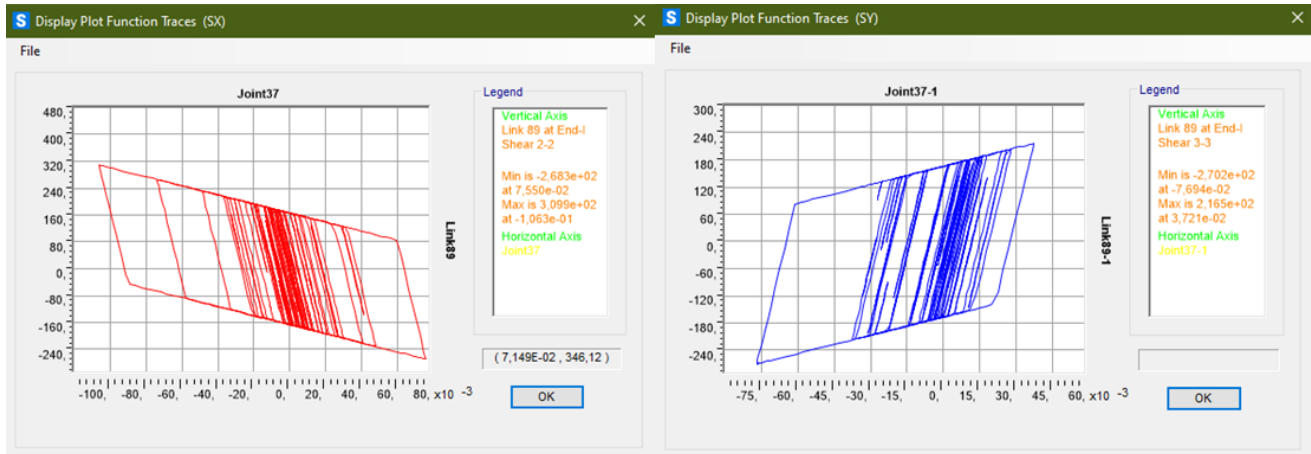 S Display Plot Function Traces (SX)
File
Joint37
480,
400,
320,
240,
160,
80,
0,
-80,
-160,
-240,
-100, -80, -60, -40, -20, 0, 20, 40, 60, 80, x10 -3
Link89
Legend
Vertical Axis
Link 89 at End-I
Shear 2-2
Min is -2,683e+02
at 7,550e-02
Max is 3,099e+02
at -1,063e-01
Horizontal Axis
Joint37
( 7,149E-02 , 346,12 )
OK
S Display Plot Function Traces (SY)
File
Joint37-1
300,
240,
180,
120,
60,
0,
-60,
-120,
-180,
-240,
-75, -60, -45, -30, -15, 0, 15, 30, 45, 60, x10 -3
Link89-1
Legend
Vertical Axis
Link 89 at End-I
Shear 3-3
Min is -2,702e+02
at -7,694e-02
Max is 2,165e+02
at 3,721e-02
Horizontal Axis
Joint37-1
OK